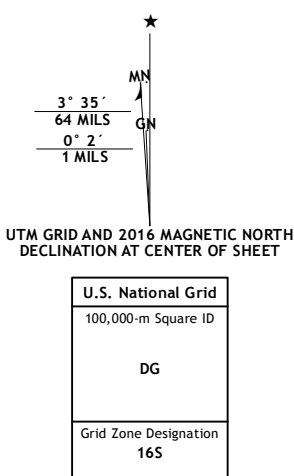 ★
MN
3° 35´
64 MILS
GN
0° 2´
1 MILS
UTM GRID AND 2016 MAGNETIC NORTH
DECLINATION AT CENTER OF SHEET
U.S. National Grid
100,000-m Square ID
DG
Grid Zone Designation
16S